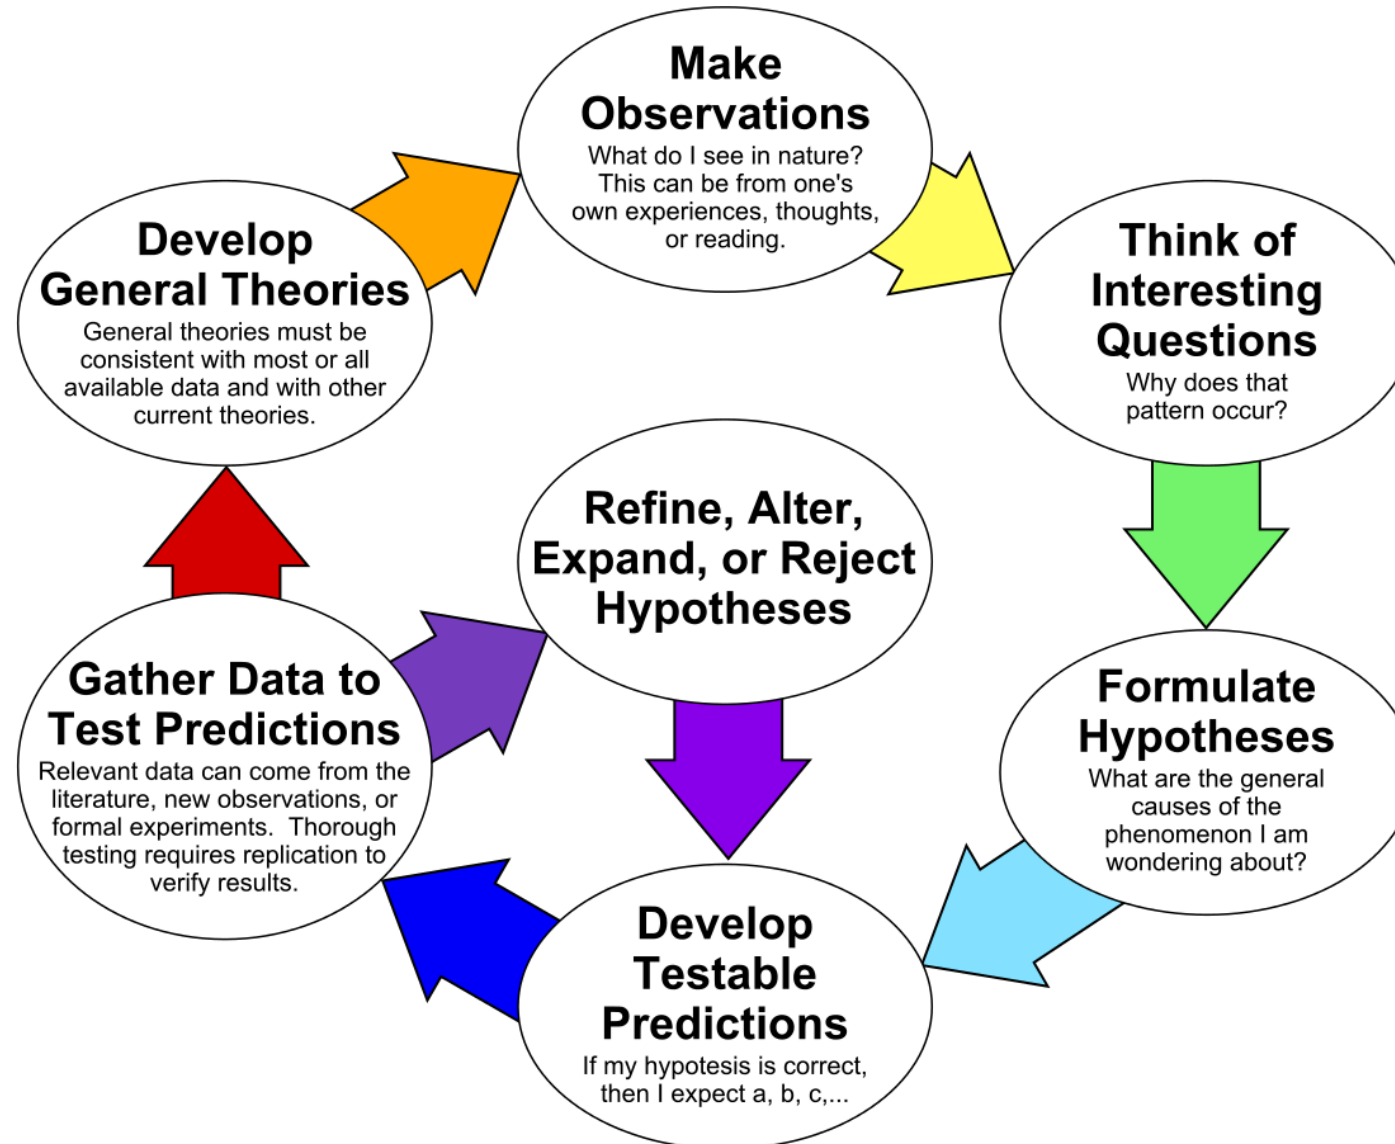 Make
Observations
What do I see in nature?
This can be from one's
own experiences, thoughts,
or reading.
Think of
Interesting
Questions
Why does that
pattern occur?
Formulate
Hypotheses
What are the general
causes of the
phenomenon I am
wondering about?
Develop
Testable
Predictions
If my hypotesis is correct,
then I expect a, b, c,...
Gather Data to
Test Predictions
Relevant data can come from the
literature, new observations, or
formal experiments.  Thorough
testing requires replication to
verify results.
Refine, Alter,
Expand, or Reject
Hypotheses
Develop
General Theories
General theories must be
consistent with most or all
available data and with other
current theories.